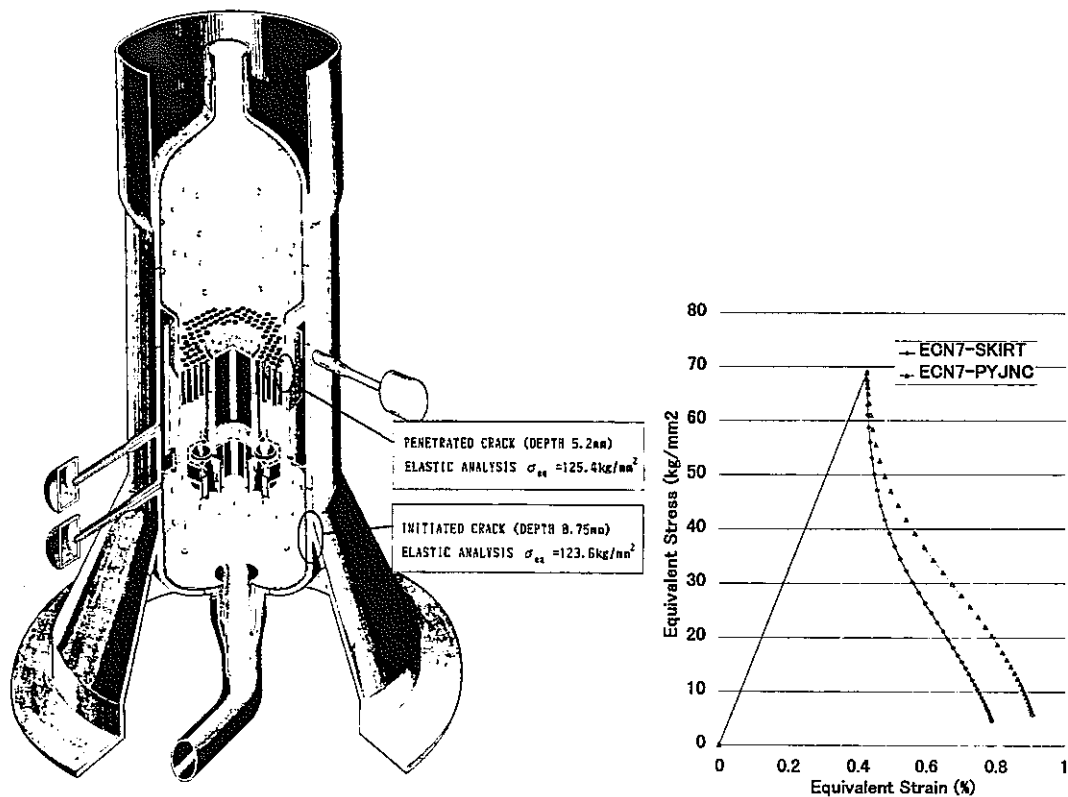 PENETRATED CRACK (DEPTH 5.2mm)
ELASTIC ANALYSIS σeq =125.4kg/mm²
INITIATED CRACK (DEPTH 8.75mm)
ELASTIC ANALYSIS σeq =123.6kg/mm²
80
70
60
50
40
30
20
10
0
Equivalent Stress (kg/mm2)
ECN7-SKIRT
ECN7-PYJNC
0
0.2
0.4
0.6
0.8
1
Equivalent Strain (%)